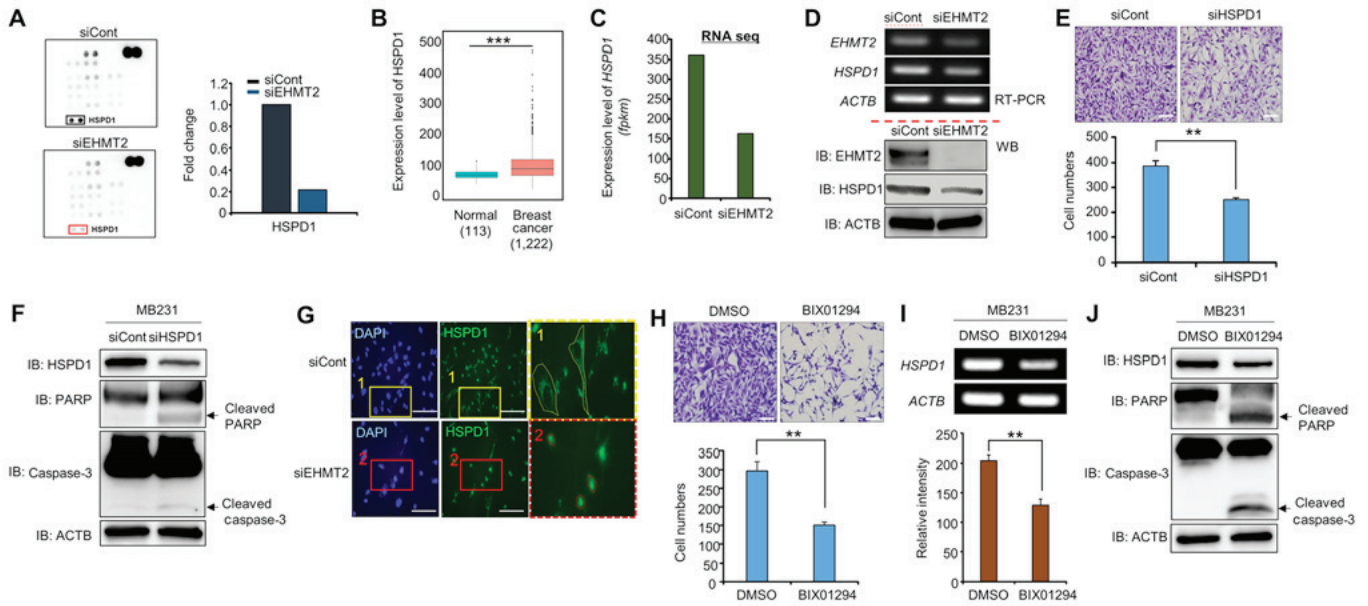 A
siCont
HSPD1
siEHMT2
HSPD1
siCont
siEHMT2
Fold change
1.2
1.0
0.8
0.6
0.4
0.2
0
HSPD1
B
Expression level of HSPD1
500
400
300
200
100
0
***
Normal
(113)
Breast
cancer
(1,222)
C
RNA seq
Expression level of HSPD1
(fpkm)
400
350
300
250
200
150
100
350
0
siCont siEHMT2
D
siCont siEHMT2
EHMT2
HSPD1
ACTB
RT-PCR
siCont siEHMT2
WB
IB: EHMT2
IB: HSPD1
IB: ACTB
E
siCont siHSPD1
Cell numbers
500
400
300
200
100
0
**
siCont siHSPD1
F
MB231
siCont siHSPD1
IB: HSPD1
IB: PARP
Cleaved
PARP
IB: Caspase-3
Cleaved
caspase-3
IB: ACTB
G
siCont
DAPI
HSPD1
1
1
1
siEHMT2
DAPI
HSPD1
2
2
2
H
DMSO BIX01294
Cell numbers
350
300
250
200
150
350
100
0
**
DMSO BIX01294
I
MB231
DMSO BIX01294
HSPD1
ACTB
Relative intensity
250
200
150
100
50
0
**
DMSO BIX01294
J
MB231
DMSO BIX01294
IB: HSPD1
IB: PARP
Cleaved
PARP
IB: Caspase-3
Cleaved
caspase-3
IB: ACTB